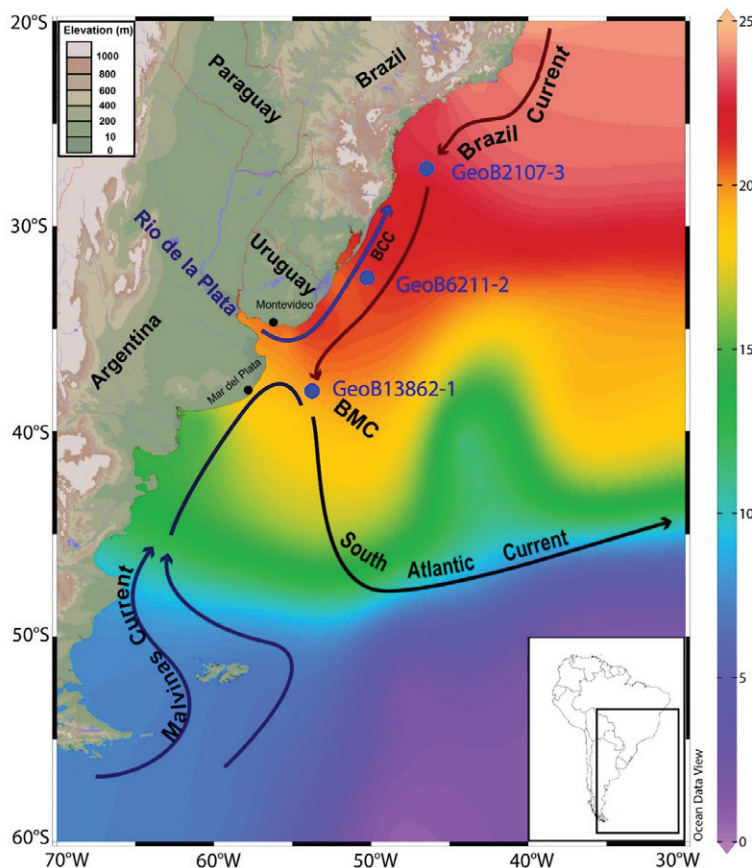 20°S
30°S
40°S
50°S
60°S
70°W
60°W
50°W
40°W
30°W
Elevation (m)
1000
800
600
400
200
10
0
Paraguay
Brazil
Brazil Current
GeoB2107-3
Rio de la Plata
Uruguay
BCC
GeoB6211-2
Montevideo
Argentina
Mar del Plata
GeoB13862-1
BMC
South Atlantic Current
Malvinas Current
Ocean Data View
25
20
15
10
5
0